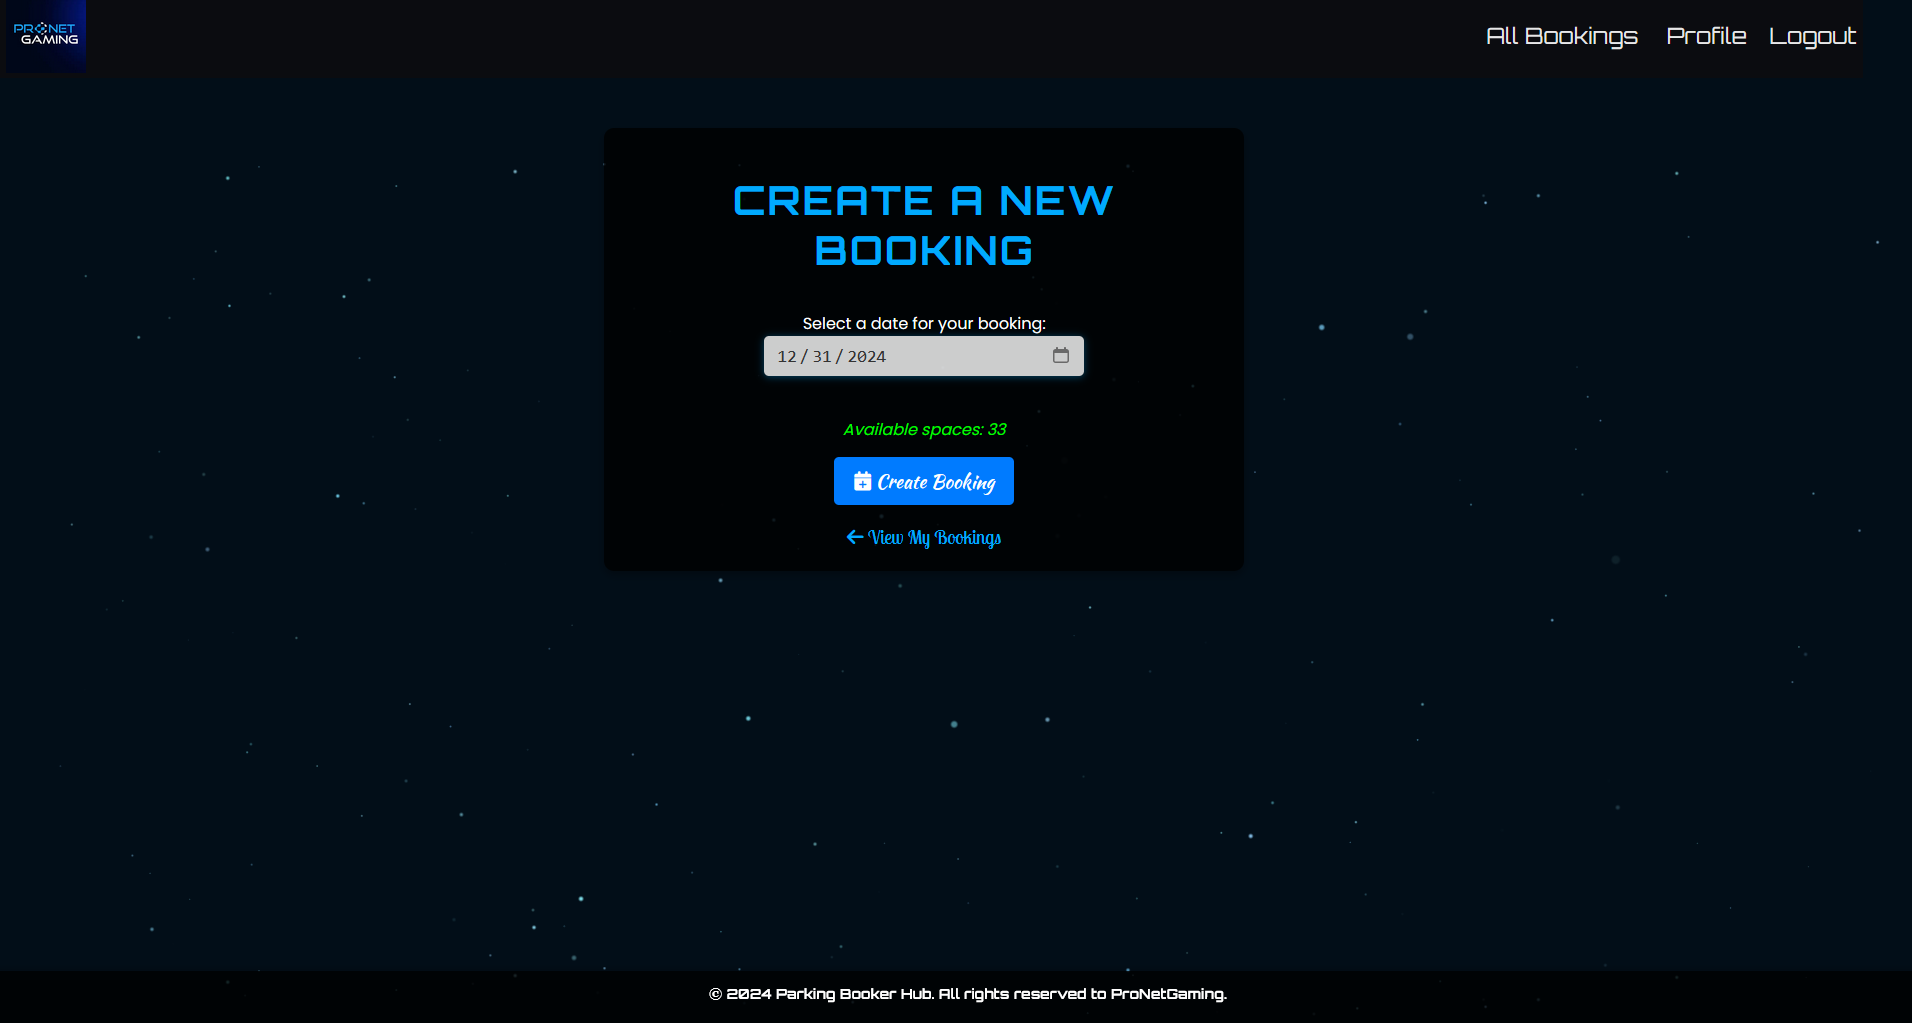 PRONET
GAMING
All Bookings Profile Logout
CREATE A NEW
BOOKING
Select a date for your booking:
12/31/2024
Available spaces: 33
Create Booking
View My Bookings
© 2024 Parking Booker Hub. All rights reserved to ProNetGaming.